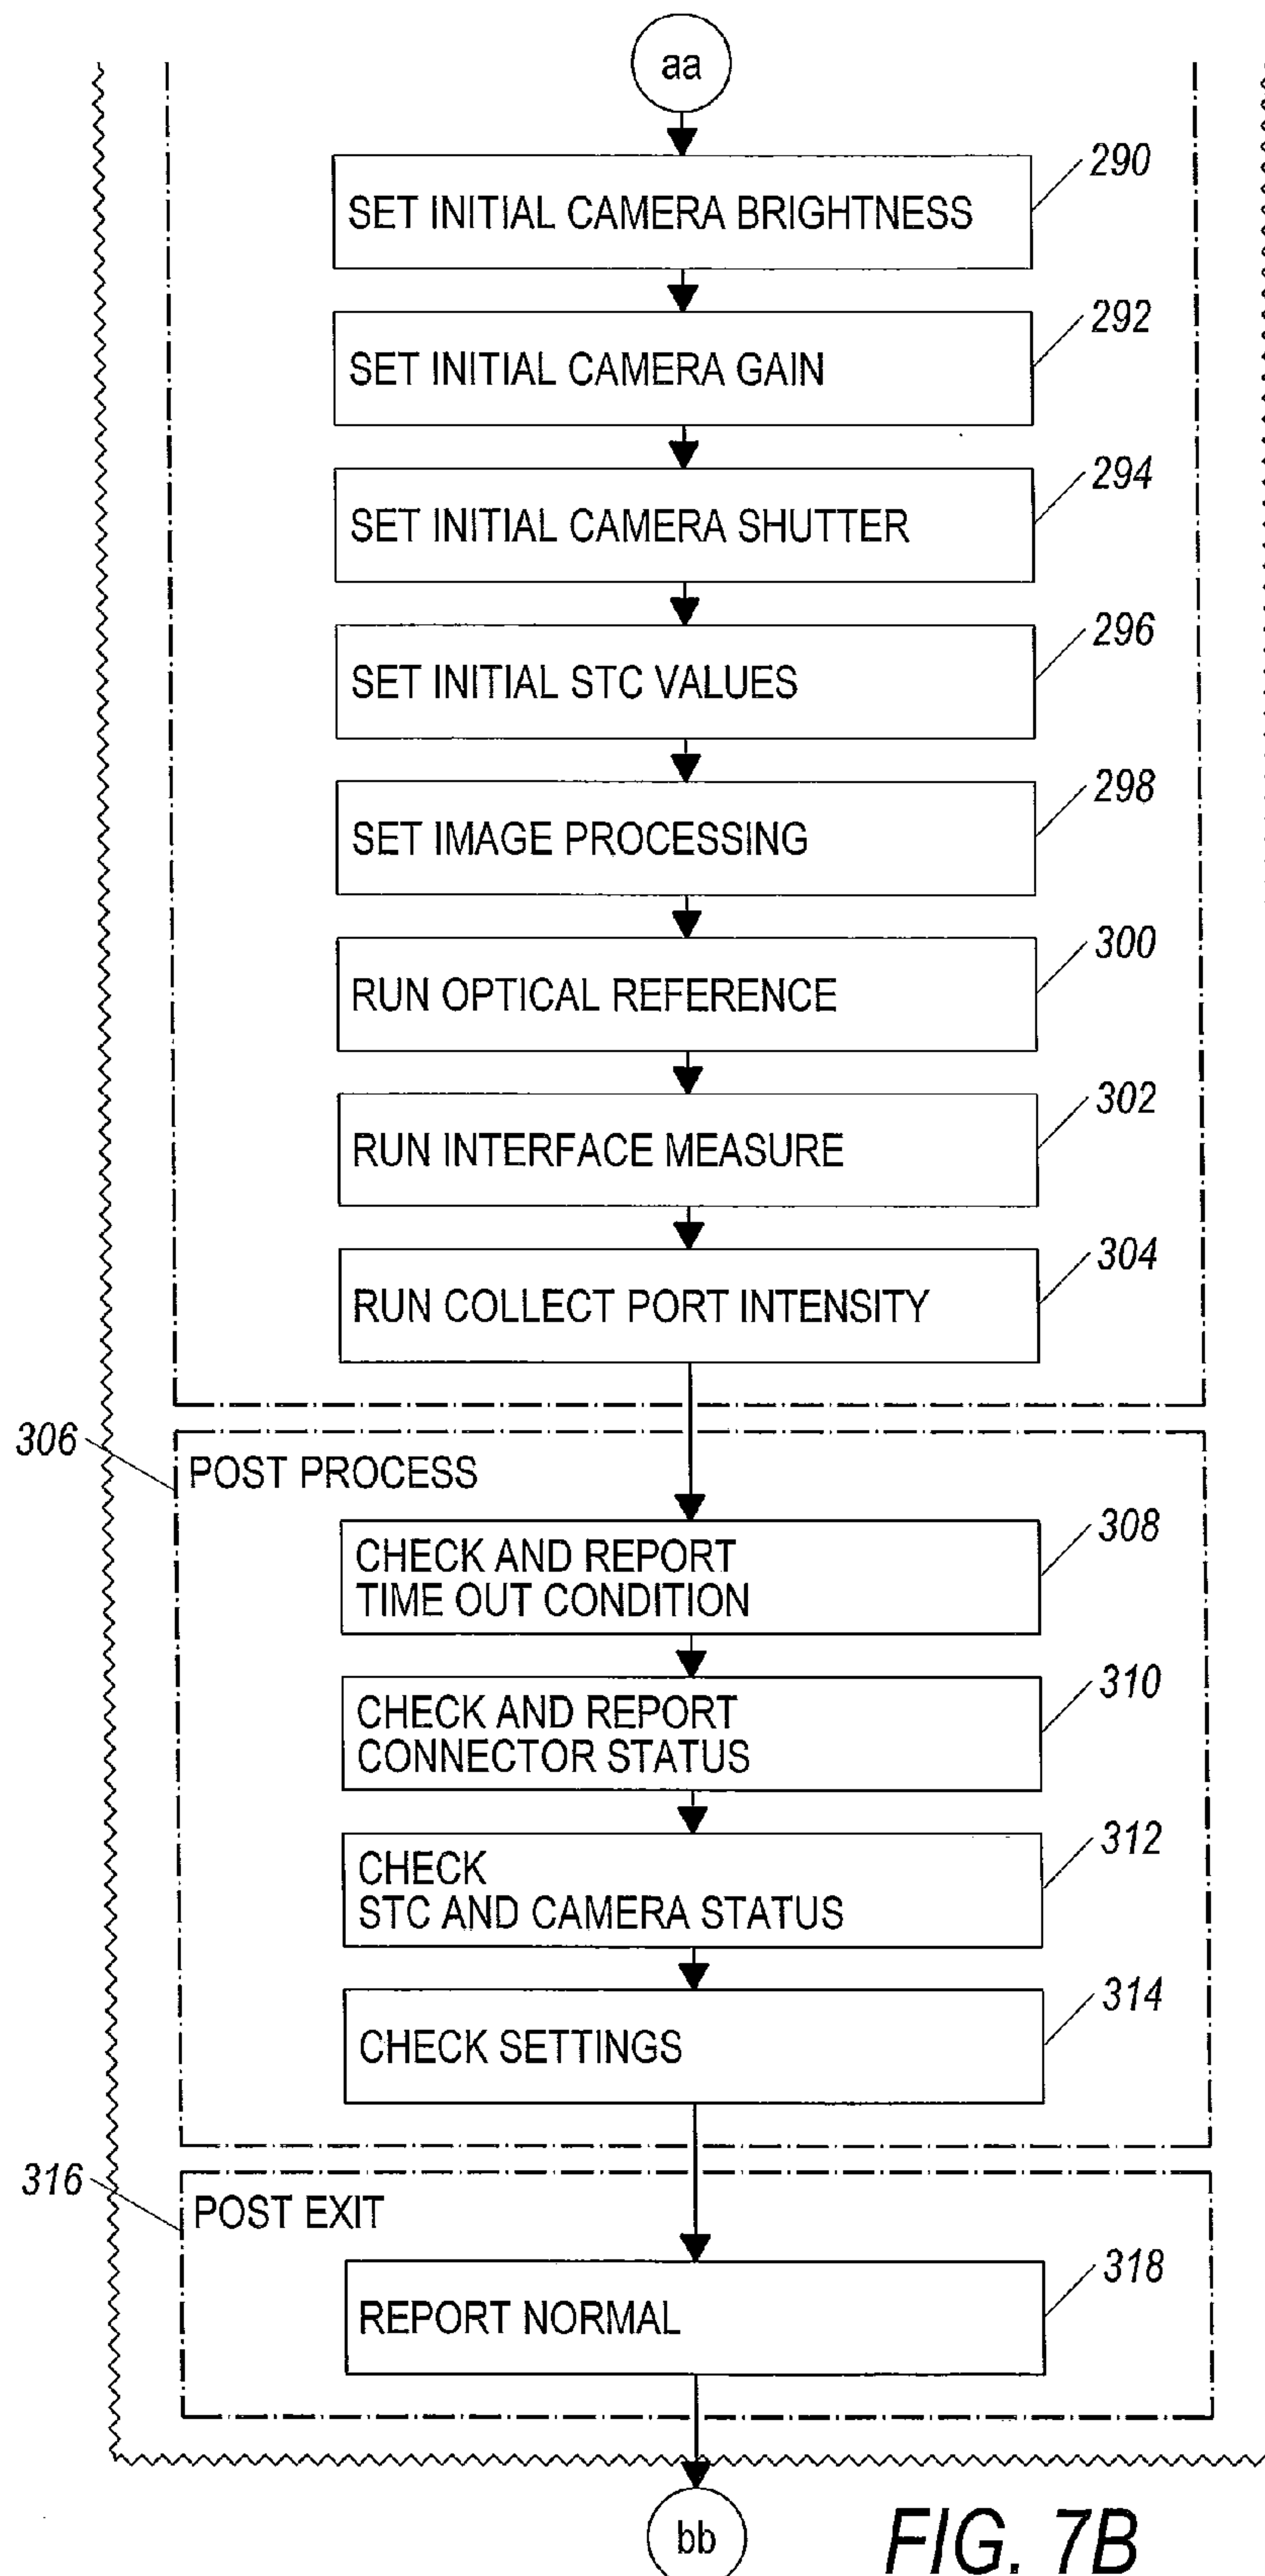 aa
290
SET INITIAL CAMERA BRIGHTNESS
292
SET INITIAL CAMERA GAIN
294
SET INITIAL CAMERA SHUTTER
296
SET INITIAL STC VALUES
298
SET IMAGE PROCESSING
300
RUN OPTICAL REFERENCE
302
RUN INTERFACE MEASURE
304
RUN COLLECT PORT INTENSITY
306
POST PROCESS
308
CHECK AND REPORT
TIME OUT CONDITION
310
CHECK AND REPORT
CONNECTOR STATUS
312
CHECK
STC AND CAMERA STATUS
314
CHECK SETTINGS
316
POST EXIT
318
REPORT NORMAL
bb
FIG. 7B